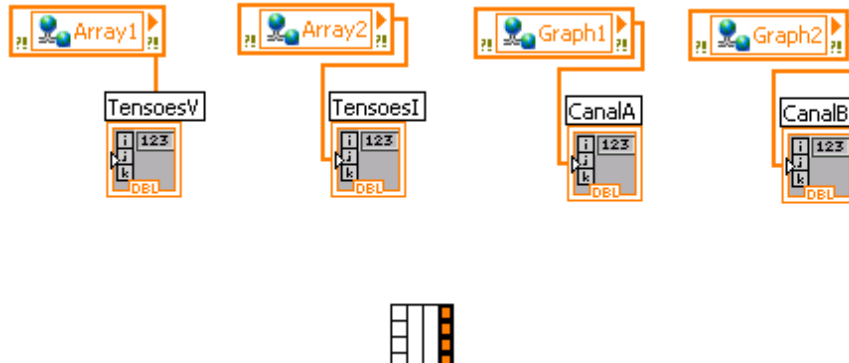 ?! Array1 ?!
?! Array2 ?!
?! Graph1 ?!
?! Graph2 ?!
TensoesV
TensoesI
CanalA
CanalB
i 123
j
k
DBL
i 123
j
k
DBL
i 123
j
k
DBL
i 123
j
k
DBL